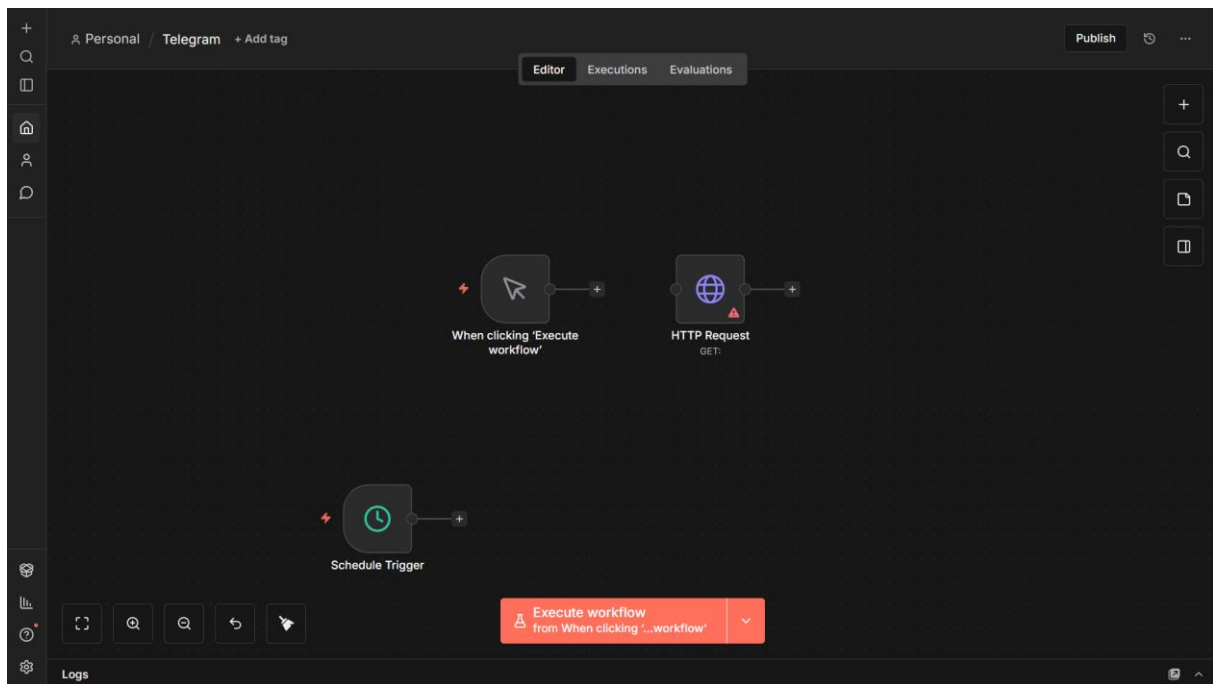 Personal / Telegram + Add tag
Publish
Editor Executions Evaluations
When clicking ‘Execute
workflow’
HTTP Request
GET:
Schedule Trigger
Execute workflow
from When clicking ‘...workflow’
Logs